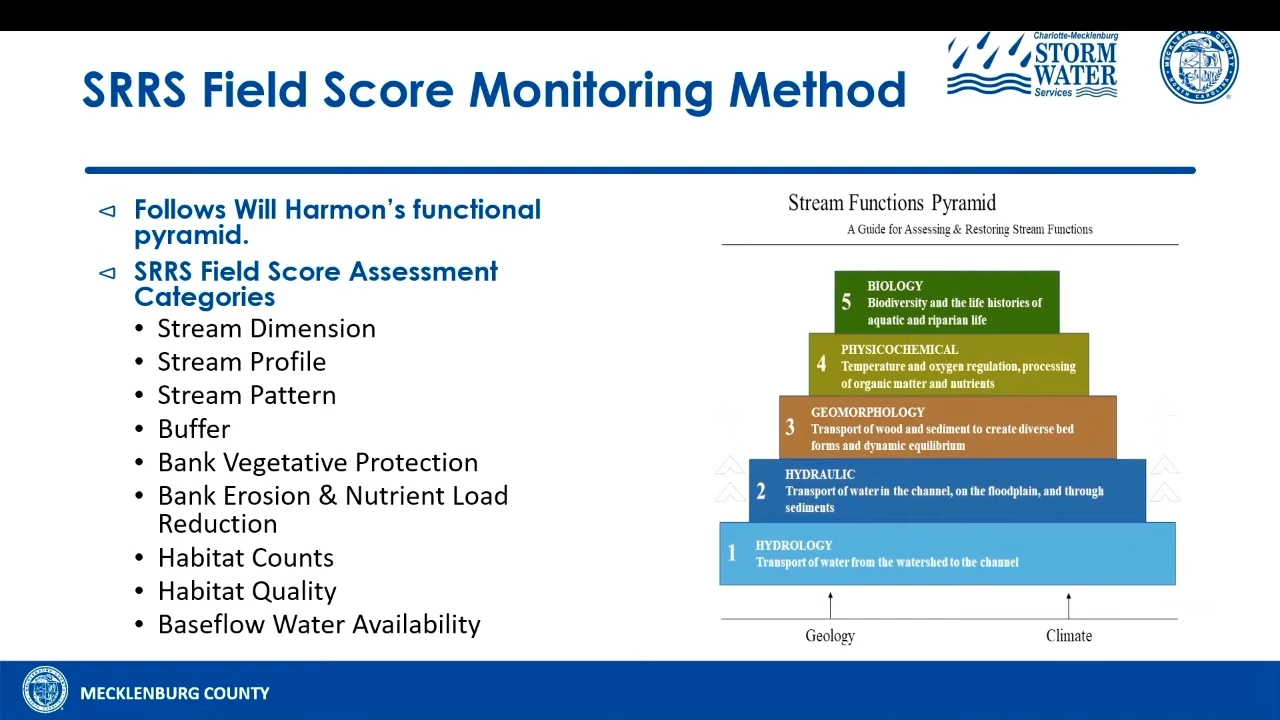 SRRS Field Score Monitoring Method
Charlotte-Mecklenburg
STORM
WATER
Services
MECKLENBURG COUNTY
NORTH CAROLINA
Follows Will Harmon's functional
pyramid.
SRRS Field Score Assessment
Categories
• Stream Dimension
• Stream Profile
• Stream Pattern
• Buffer
• Bank Vegetative Protection
• Bank Erosion & Nutrient Load
Reduction
• Habitat Counts
• Habitat Quality
• Baseflow Water Availability
Stream Functions Pyramid
A Guide for Assessing & Restoring Stream Functions
5
BIOLOGY
Biodiversity and the life histories of
aquatic and riparian life
4
PHYSICOCHEMICAL
Temperature and oxygen regulation, processing
of organic matter and nutrients
3
GEOMORPHOLOGY
Transport of wood and sediment to create diverse bed
forms and dynamic equilibrium
2
HYDRAULIC
Transport of water in the channel, on the floodplain, and through
sediments
1
HYDROLOGY
Transport of water from the watershed to the channel
Geology
Climate
MECKLENBURG COUNTY